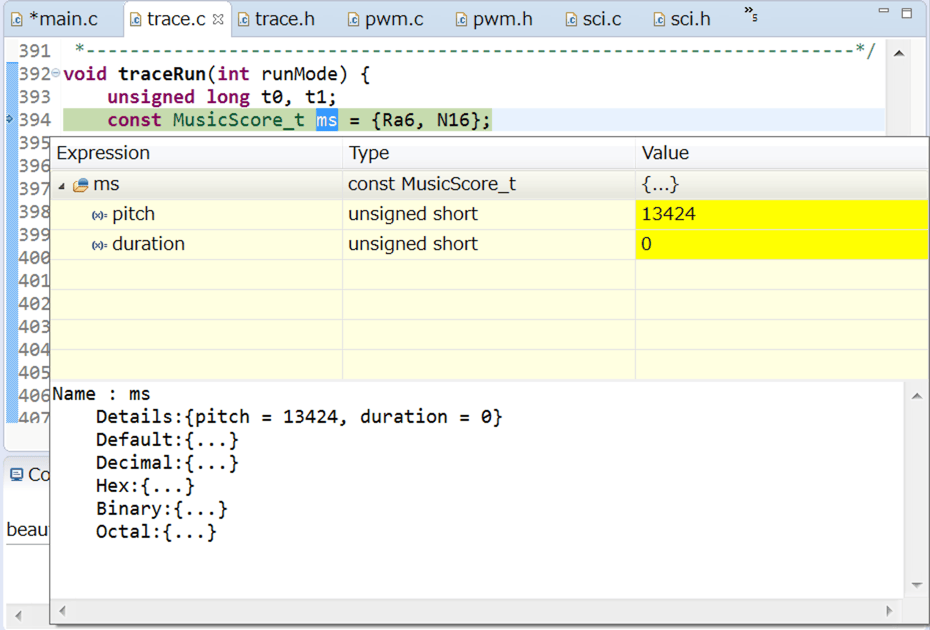 *main.c trace.c trace.h pwm.c pwm.h sci.c sci.h »5
391 *----------------------------------------------------------------------*/
392 void traceRun(int runMode) {
393 unsigned long t0, t1;
394 const MusicScore_t ms = {Ra6, N16};
395
Expression Type Value
396
397 ms const MusicScore_t {...}
398 (x)= pitch unsigned short 13424
399 (x)= duration unsigned short 0
400
401
402
403
404
405
406 Name : ms
407 Details:{pitch = 13424, duration = 0}
Default:{...}
Decimal:{...}
Co Hex:{...}
Binary:{...}
beau Octal:{...}